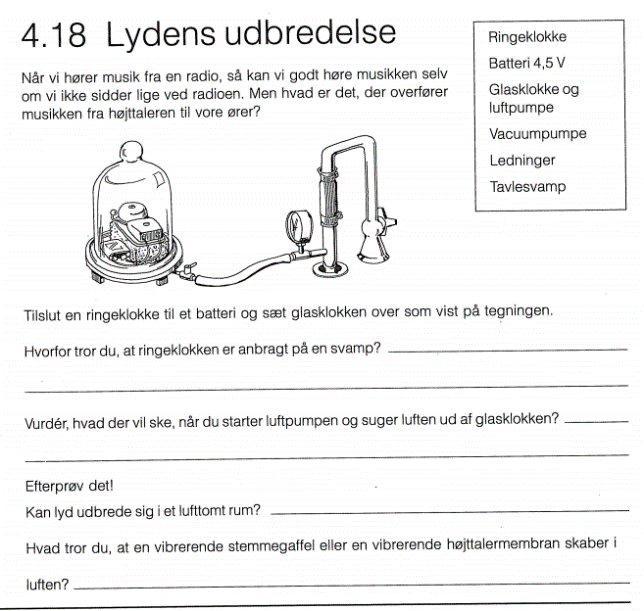 4.18 Lydens udbredelse
Når vi hører musik fra en radio, så kan vi godt høre musikken selv
om vi ikke sidder lige ved radioen. Men hvad er det, der overfører
musikken fra højttaleren til vore ører?
Ringeklokke
Batteri 4,5 V
Glasklokke og
luftpumpe
Vacuumpumpe
Ledninger
Tavlesvamp
Tilslut en ringeklokke til et batteri og sæt glasklokken over som vist på tegningen.
Hvorfor tror du, at ringeklokken er anbragt på en svamp?
Vurdér, hvad der vil ske, når du starter luftpumpen og suger luften ud af glasklokken?
Efterprøv det!
Kan lyd udbrede sig i et lufttomt rum?
Hvad tror du, at en vibrerende stemmegaffel eller en vibrerende højttalermembran skaber i
luften?